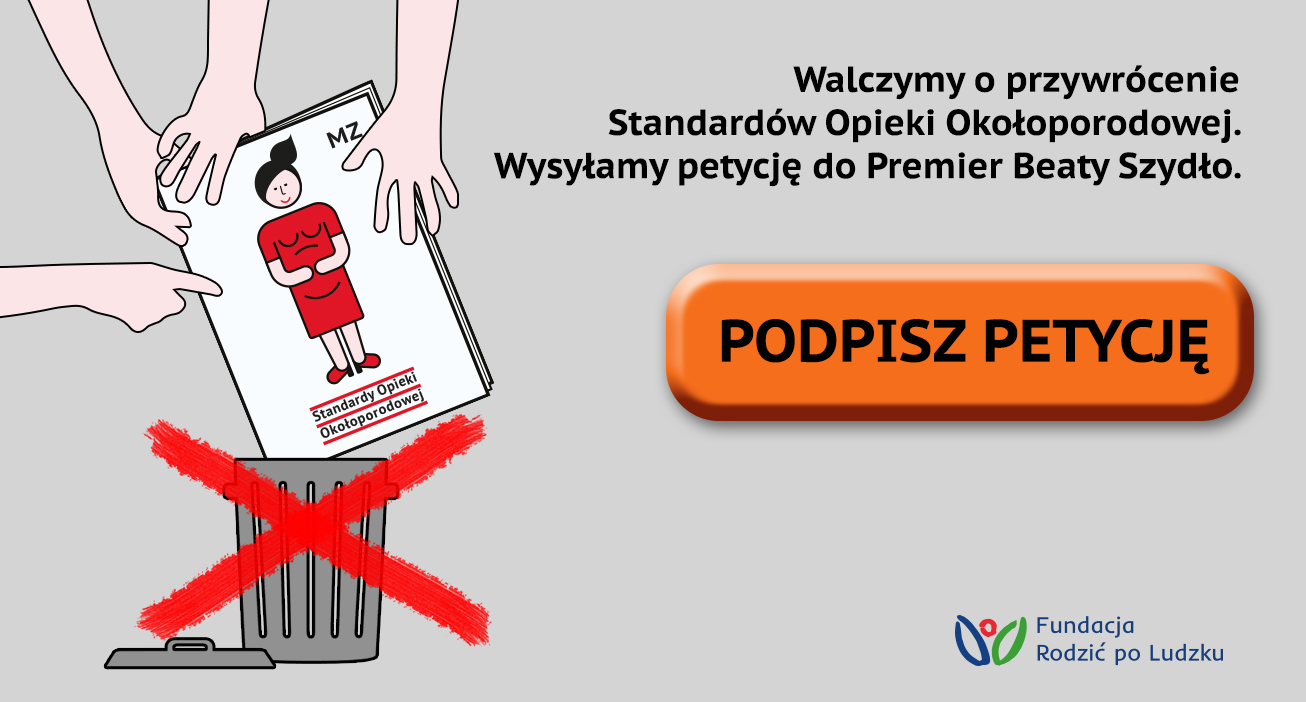 Walczymy o przywrócenie
Standardów Opieki Okołoporodowej.
Wysyłamy petycję do Premier Beaty Szydło.
MZ
PODPISZ PETYCJĘ
Standardy Opieki
Okołoporodowej
Fundacja
Rodzić po Ludzku